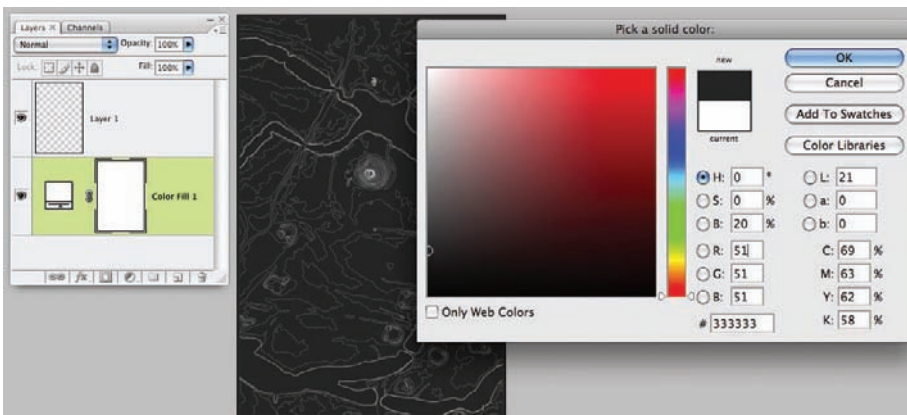 Layers × Channels
Normal Opacity: 100%
Lock: Fill: 100%
Layer 1
Color Fill 1
Pick a solid color:
new
current
OK
Cancel
Add To Swatches
Color Libraries
H: 0 °
S: 0 %
B: 20 %
R: 51
G: 51
B: 51
# 333333
L: 21
a: 0
b: 0
C: 69 %
M: 63 %
Y: 62 %
K: 58 %
Only Web Colors